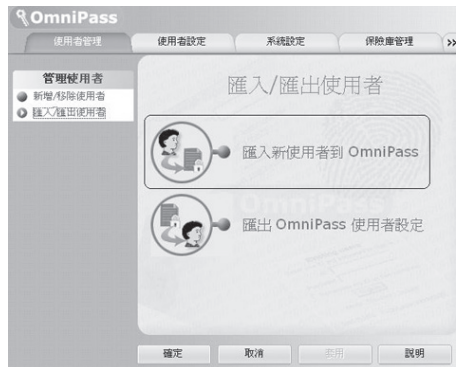 OmniPass
使用者管理 使用者設定 系統設定 保險庫管理 »
管理使用者
新增/移除使用者
匯入/匯出使用者
匯入/匯出使用者
匯入新使用者到 OmniPass
OmniPass
匯出 OmniPass 使用者設定
確定 取消 套用 說明